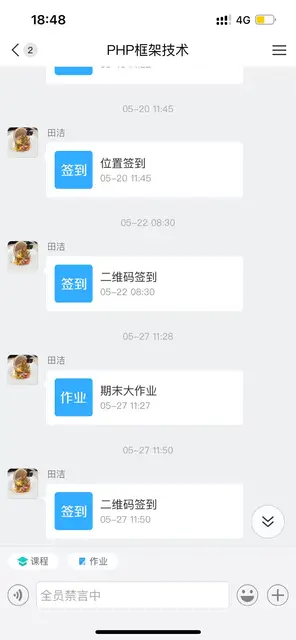 18:48
4G
2
PHP框架技术
05-20 11:45
田洁
签到
位置签到
05-20 11:45
05-22 08:30
田洁
签到
二维码签到
05-22 08:30
05-27 11:28
田洁
作业
期末大作业
05-27 11:27
05-27 11:50
田洁
签到
二维码签到
05-27 11:50
课程
作业
全员禁言中